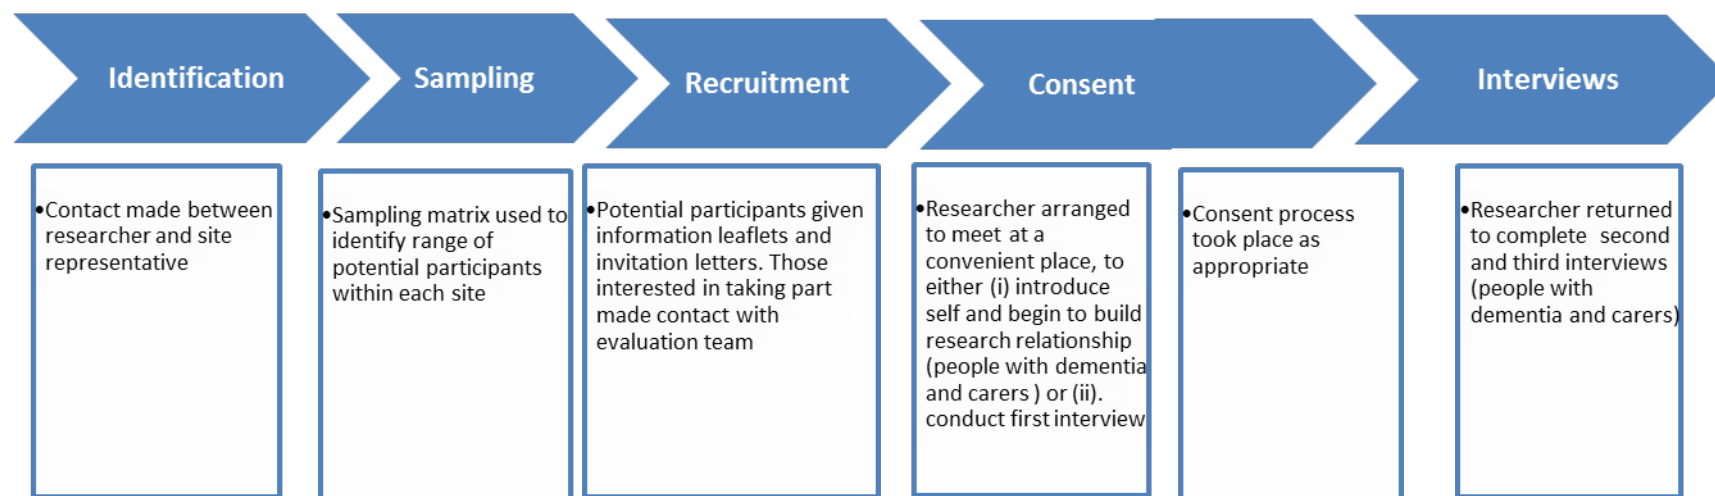 Identification
Sampling
Recruitment
Consent
Interviews
•Contact made between
researcher and site
representative
•Sampling matrix used to
identify range of
potential participants
within each site
•Potential participants given
information leaflets and
invitation letters. Those
interested in taking part
made contact with
evaluation team
•Researcher arranged
to meet at a
convenient place, to
either (i) introduce
self and begin to build
research relationship
(people with dementia
and carers ) or (ii).
conduct first interview
•Consent process
took place as
appropriate
•Researcher returned
to complete  second
and third interviews
(people with
dementia and carers)